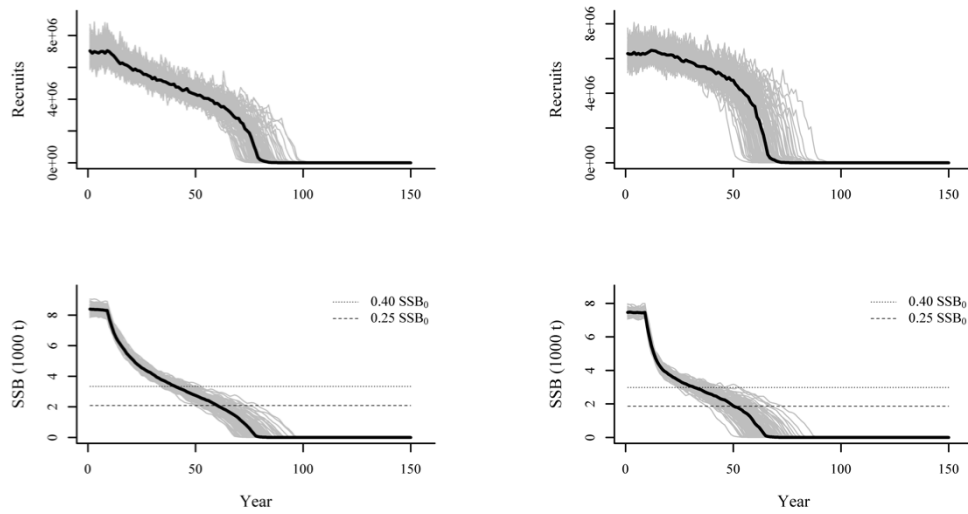 Recruits
8e+06
4e+06
0e+00
0 50 100 150
Recruits
8e+06
4e+06
0e+00
0 50 100 150
SSB (1000 t)
8
6
4
2
0
0.40 SSB₀
0.25 SSB₀
0 50 100 150
Year
SSB (1000 t)
8
6
4
2
0
0.40 SSB₀
0.25 SSB₀
0 50 100 150
Year